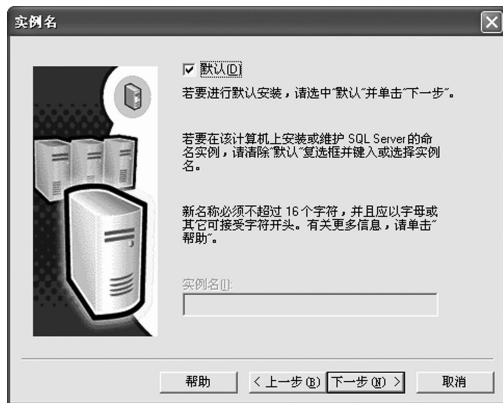 实例名
默认(D)
若要进行默认安装，请选中“默认”并单击“下一步”。
若要在该计算机上安装或维护 SQL Server的命
名实例，请清除“默认”复选框并键入或选择实例
名。
新名称必须不超过 16个字符，并且应以字母或
其它可接受字符开头。有关更多信息，请单击“
帮助”。
实例名(I):
帮助
< 上一步(B)
下一步(N) >
取消